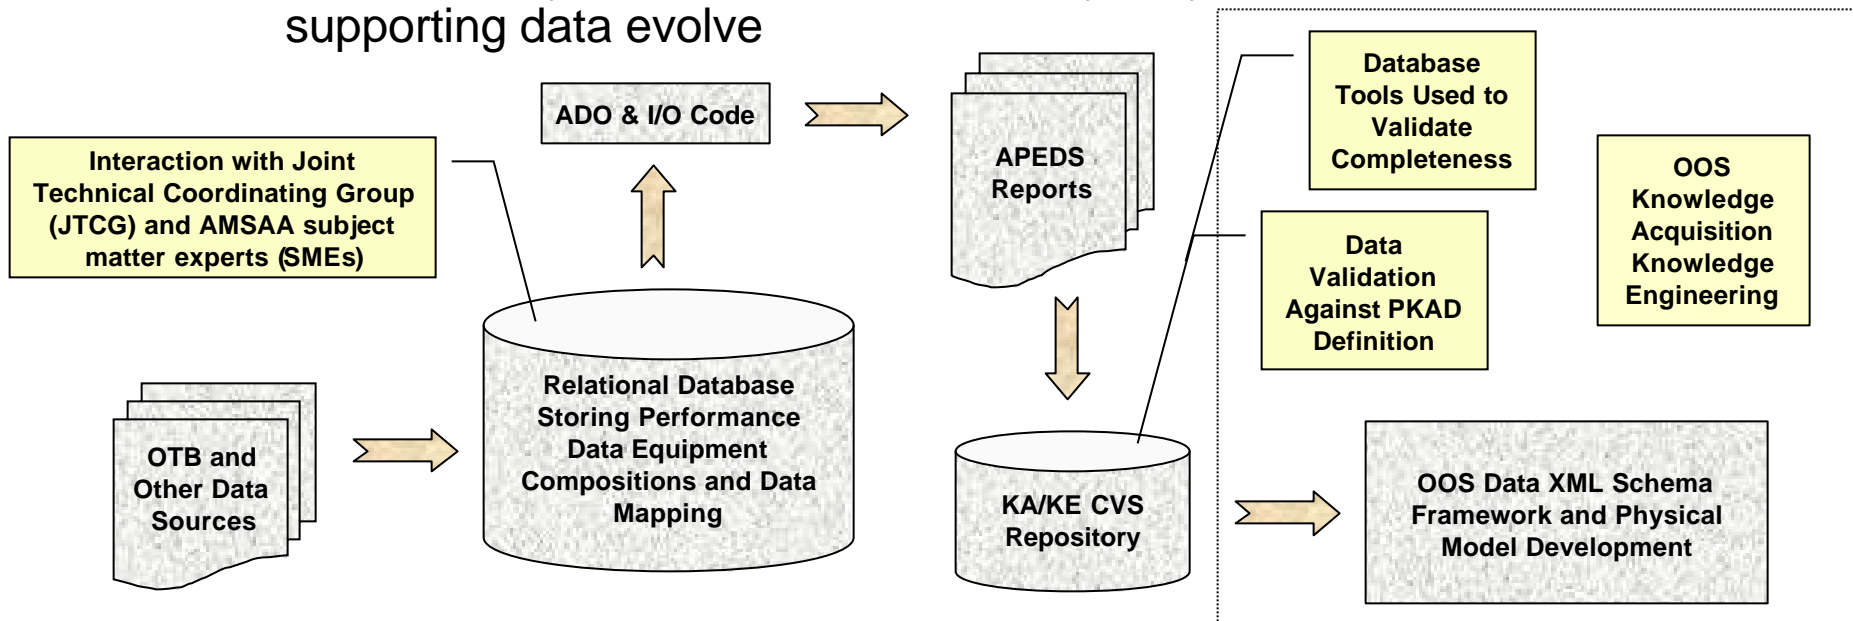 supporting data evolve
ADO & I/O Code
Interaction with Joint
Technical Coordinating Group
(JTCG) and AMSAA subject
matter experts (SMEs)
APEDS
Reports
Database
Tools Used to
Validate
Completeness
OOS
Knowledge
Acquisition
Knowledge
Engineering
Data
Validation
Against PKAD
Definition
OTB and
Other Data
Sources
Relational Database
Storing Performance
Data Equipment
Compositions and Data
Mapping
KA/KE CVS
Repository
OOS Data XML Schema
Framework and Physical
Model Development